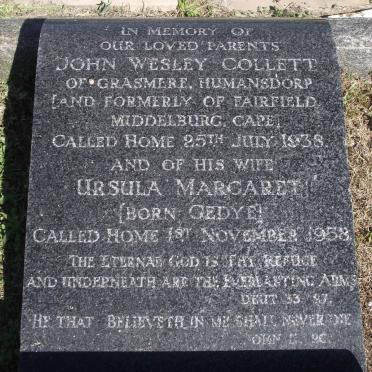 IN MEMORY OF
OUR LOVED PARENTS
JOHN WESLEY COLLETT
OF GRASMERE, HUMANSDORP
[AND FORMERLY OF FAIRFIELD
MIDDELBURG, CAPE]
CALLED HOME 25TH JULY 1938.
AND OF HIS WIFE
URSULA MARGARET
[BORN GEDYE]
CALLED HOME 1ST NOVEMBER 1958
THE ETERNAL GOD IS THY REFUGE
AND UNDERNEATH ARE THE EVERLASTING ARMS
DEUT 33
HE THAT BELIEVETH IN ME SHALL NEVER DIE